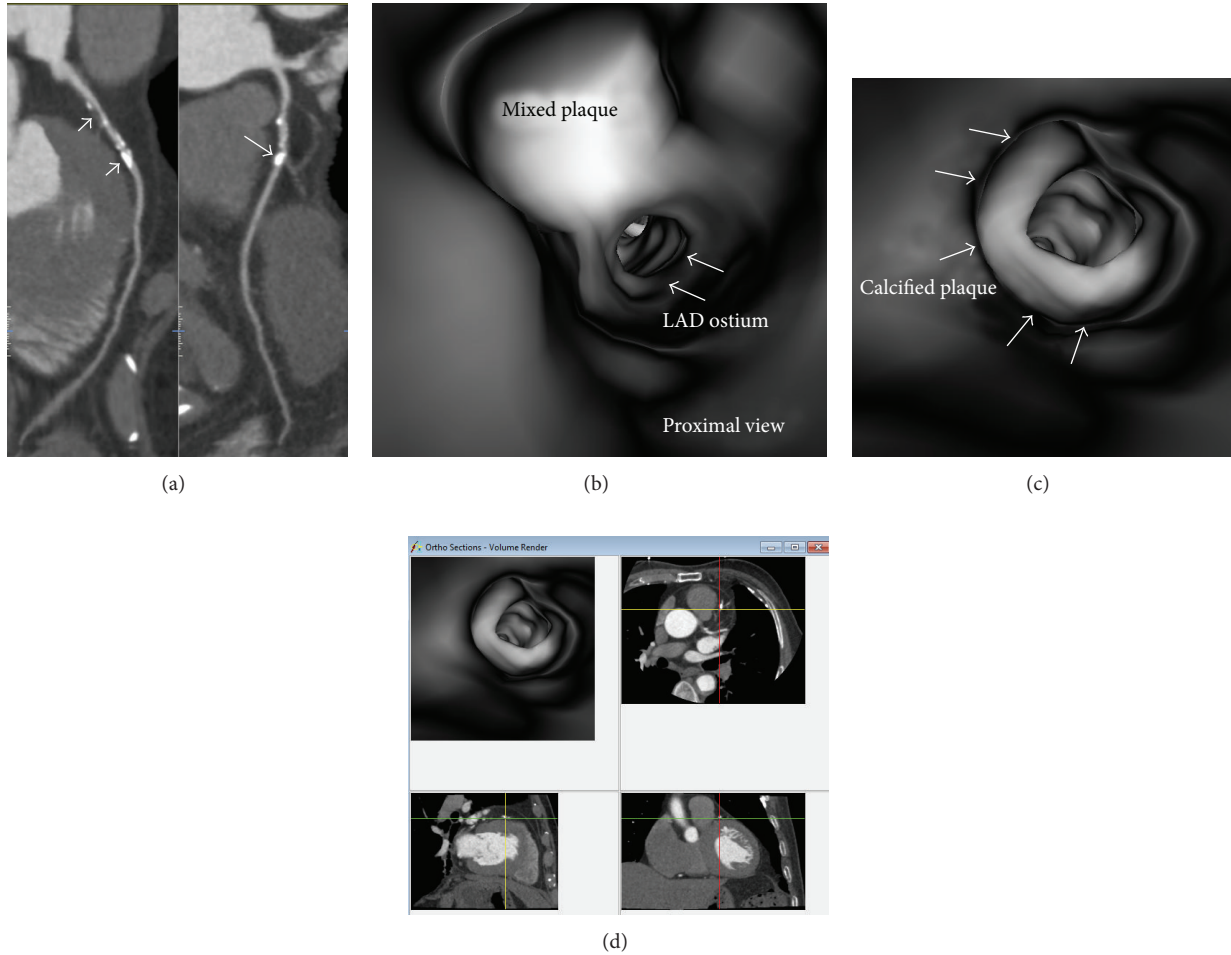 Mixed plaque
LAD ostium
Proximal view
Calcified plaque
(a)
(b)
(c)
Ortho Sections - Volume Render
(d)